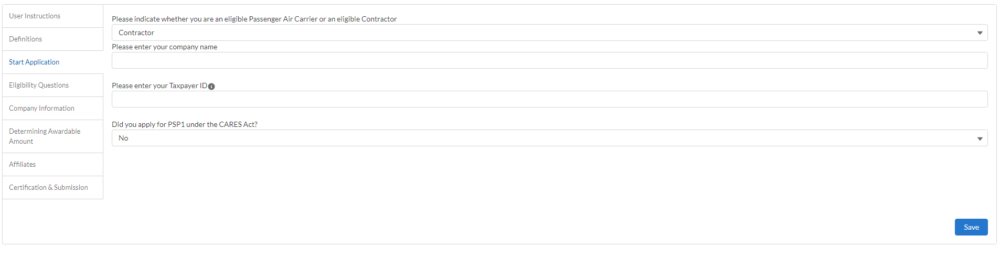 User Instructions
Definitions
Start Application
Eligibility Questions
Company Information
Determining Awardable
Amount
Affiliates
Certification & Submission
Please indicate whether you are an eligible Passenger Air Carrier or an eligible Contractor
Contractor
Please enter your company name
Please enter your Taxpayer ID
Did you apply for PSP1 under the CARES Act?
No
Save